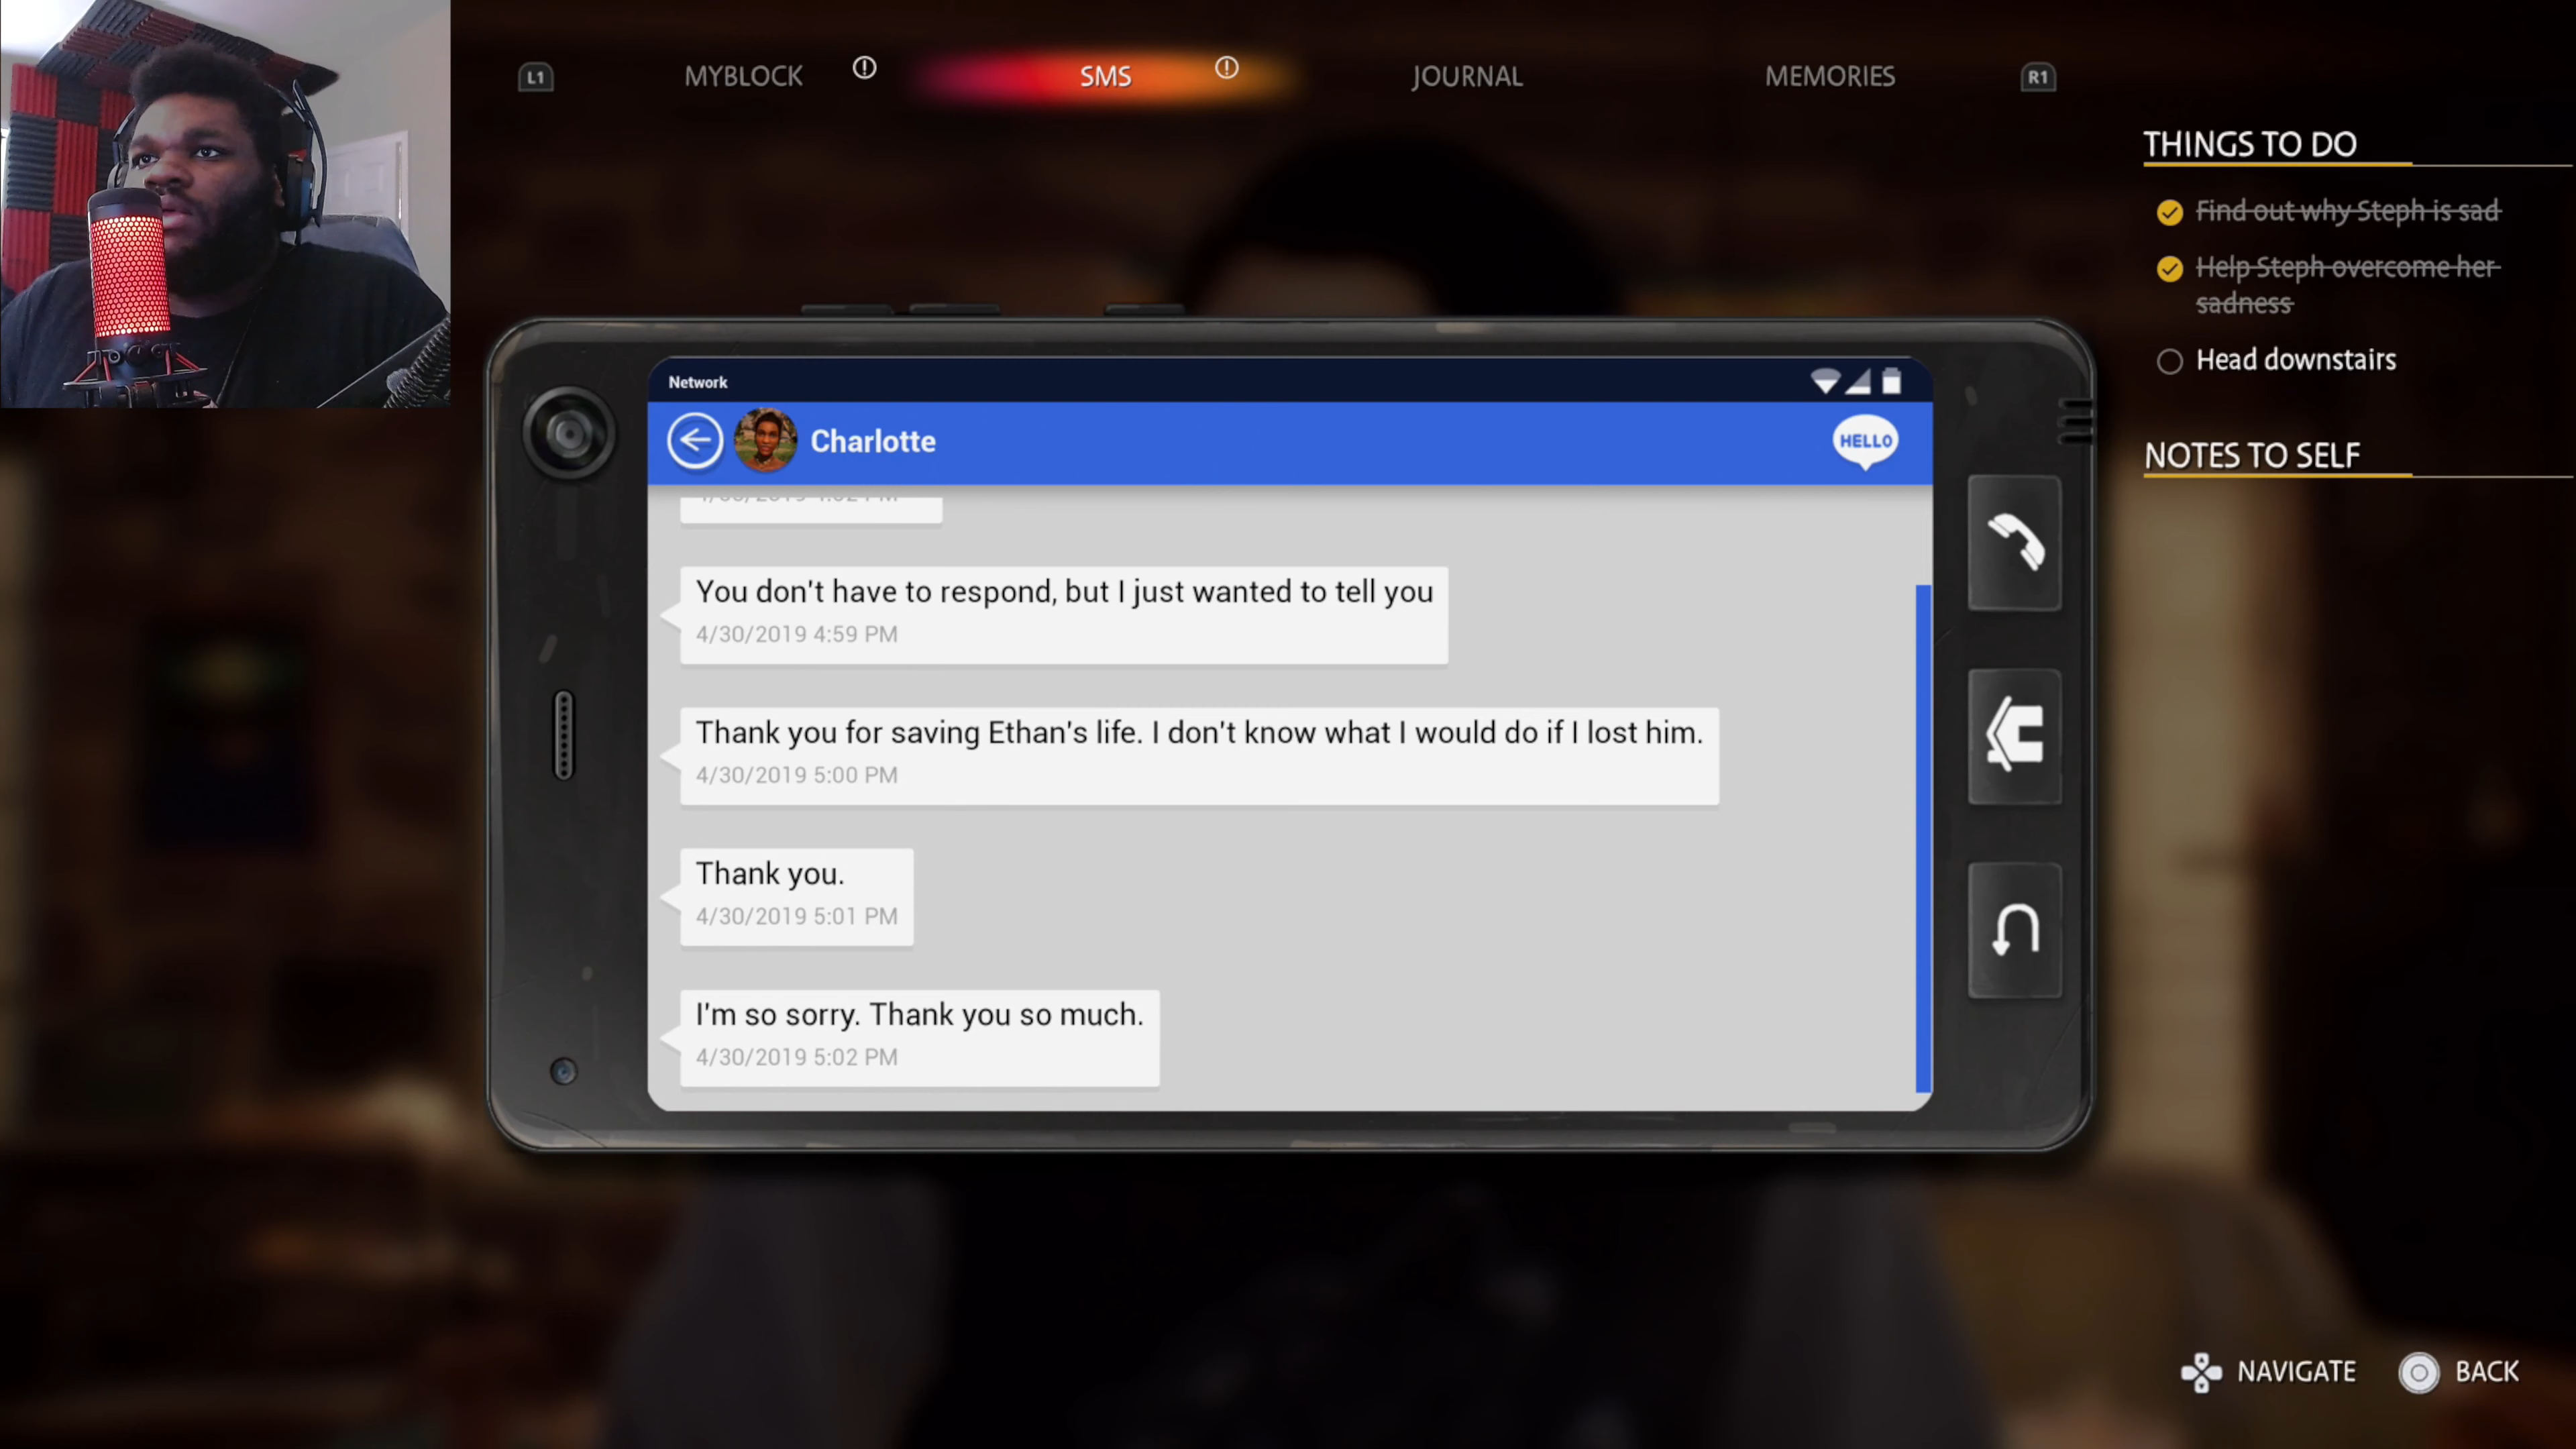 L1
MYBLOCK
SMS
JOURNAL
MEMORIES
R1
THINGS TO DO
Find out why Steph is sad
Help Steph overcome her
sadness
Head downstairs
NOTES TO SELF
Network
Charlotte
HELLO
You don't have to respond, but I just wanted to tell you
4/30/2019 4:59 PM
Thank you for saving Ethan's life. I don't know what I would do if I lost him.
4/30/2019 5:00 PM
Thank you.
4/30/2019 5:01 PM
I'm so sorry. Thank you so much.
4/30/2019 5:02 PM
NAVIGATE
BACK